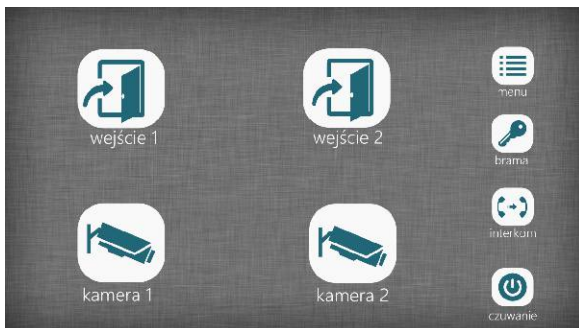 wejście 1
wejście 2
menu
brama
kamera 1
kamera 2
interkom
czuwanie